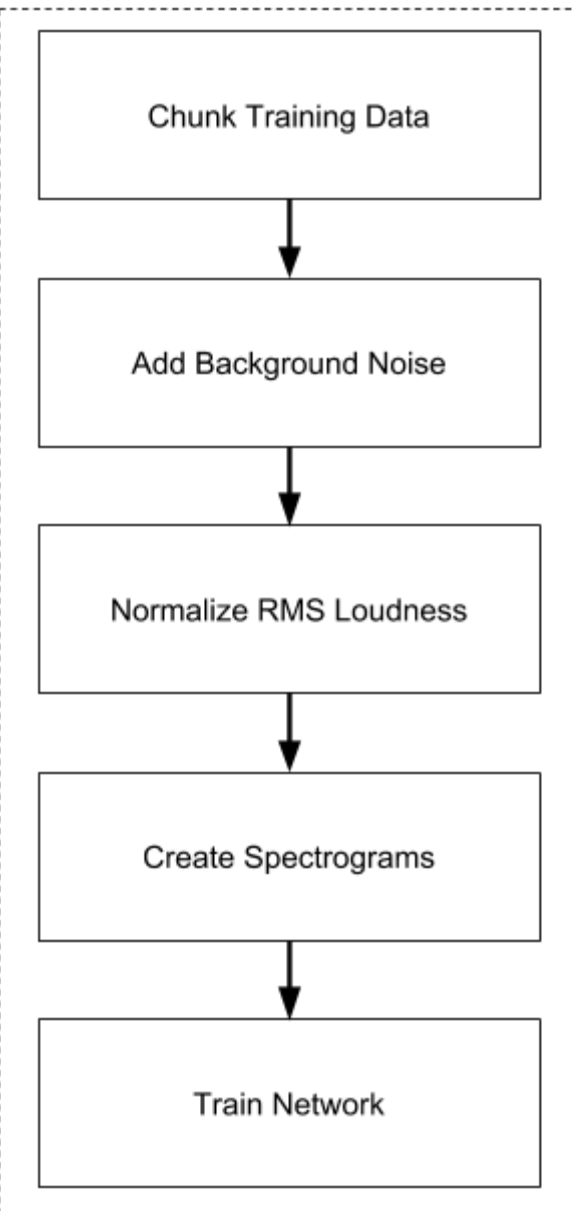 Chunk Training Data
Add Background Noise
Normalize RMS Loudness
Create Spectrograms
Train Network